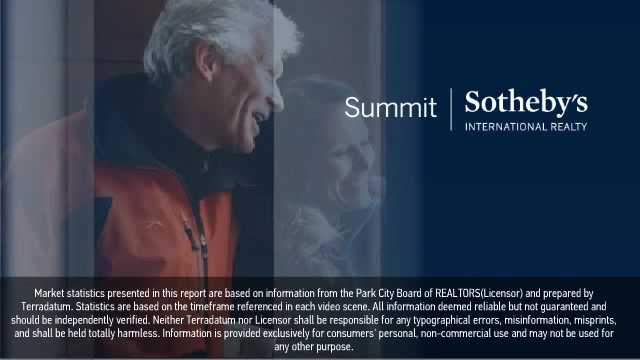 Summit
Sotheby's
INTERNATIONAL REALTY
Market statistics presented in this report are based on information from the Park City Board of REALTORS(Licensor) and prepared by
Terradatum. Statistics are based on the timeframe referenced in each video scene. All information deemed reliable but not guaranteed and
should be independently verified. Neither Terradatum nor Licensor shall be responsible for any typographical errors, misinformation, misprints,
and shall be held totally harmless. Information is provided exclusively for consumers' personal, non-commercial use and may not be used for
any other purpose.